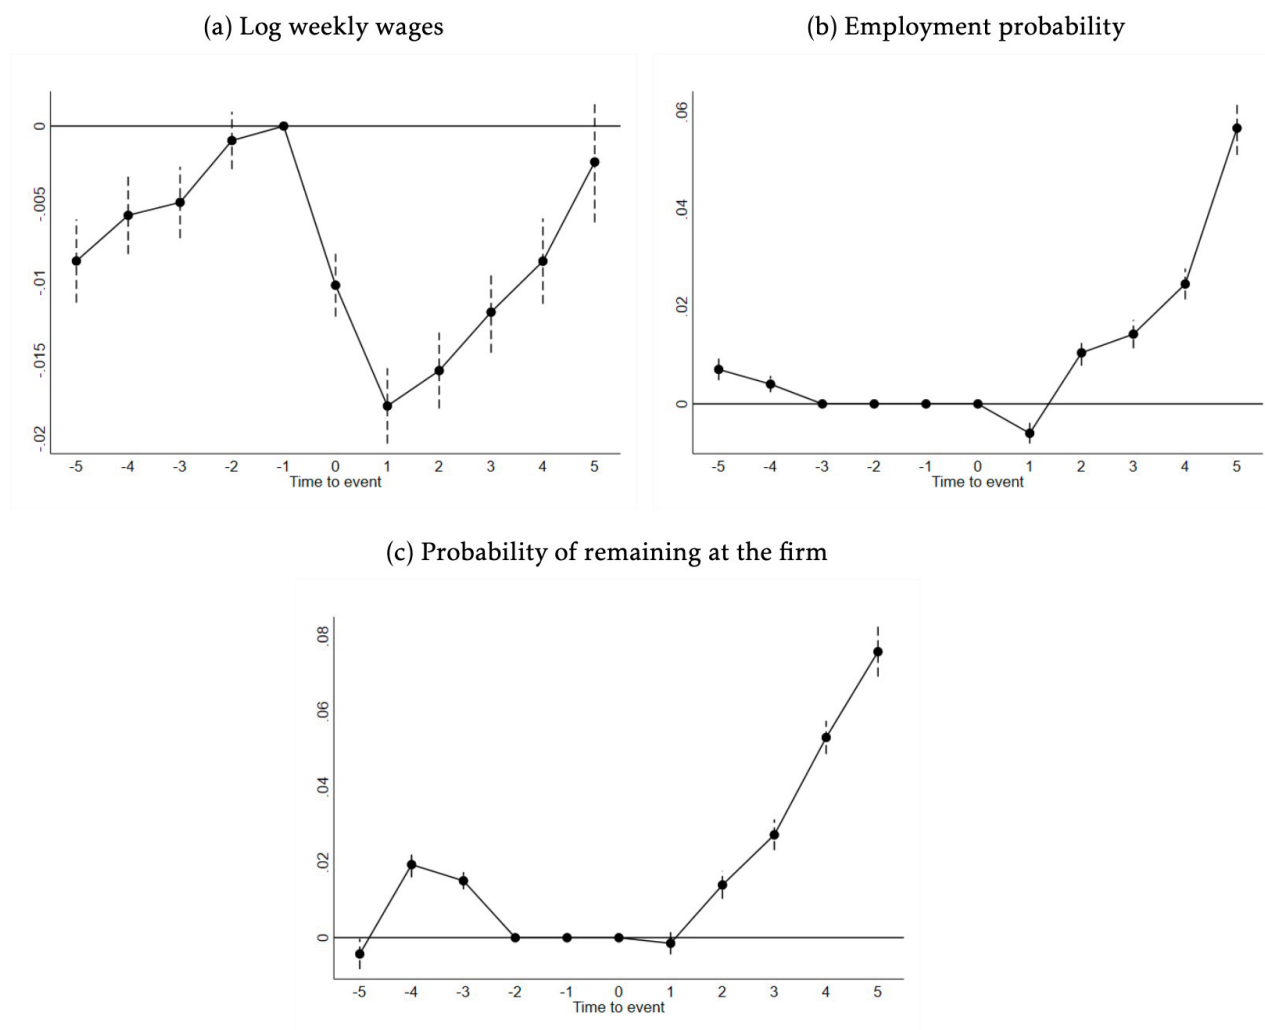 (a) Log weekly wages
0
-.005
-.01
-.015
-.02
-5 -4 -3 -2 -1 0 1 2 3 4 5
Time to event
(b) Employment probability
.06
.04
.02
0
-5 -4 -3 -2 -1 0 1 2 3 4 5
Time to event
(c) Probability of remaining at the firm
.08
.06
.04
.02
0
-5 -4 -3 -2 -1 0 1 2 3 4 5
Time to event